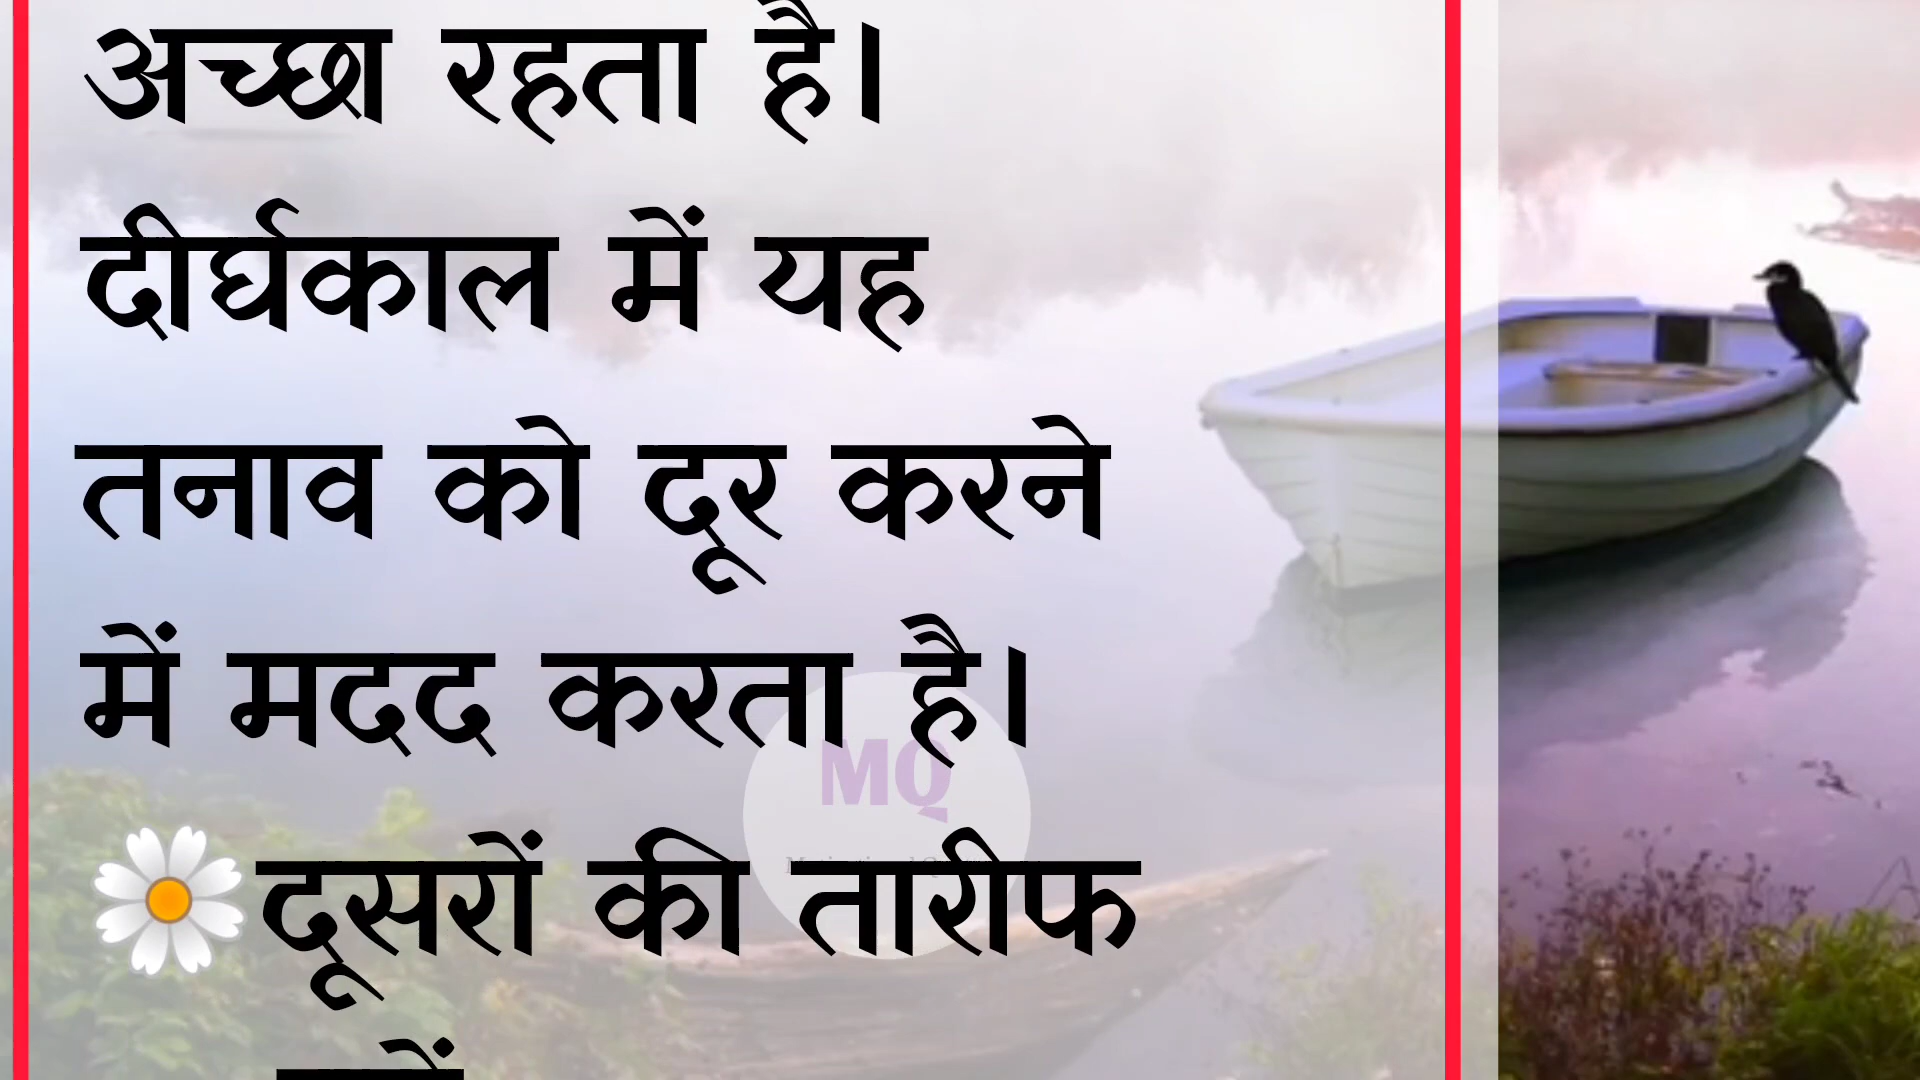 अच्छा रहता है।
दीर्घकाल में यह
तनाव को दूर करने
में मदद करता है।
MQ
दूसरों की तारीफ